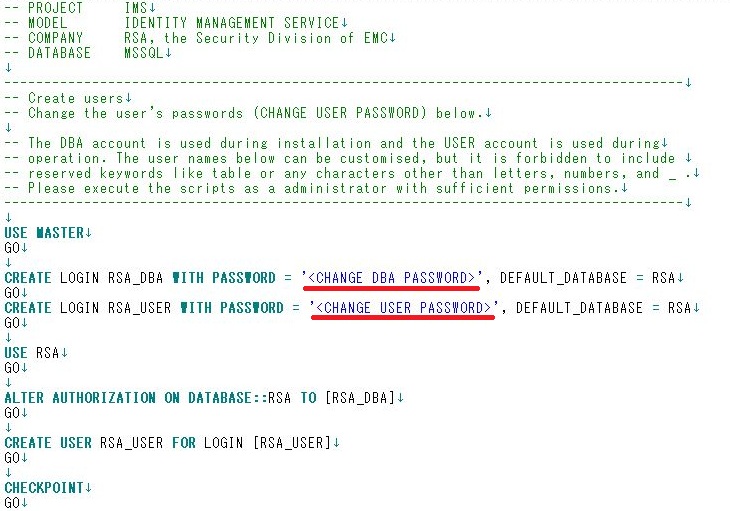 -- PROJECT     IMS↓
-- MODEL       IDENTITY MANAGEMENT SERVICE↓
-- COMPANY     RSA, the Security Division of EMC↓
-- DATABASE    MSSQL↓
↓
-------------------------------------------------------------------------------------↓
-- Create users↓
-- Change the user's passwords (CHANGE USER PASSWORD) below.↓
↓
-- The DBA account is used during installation and the USER account is used during↓
-- operation. The user names below can be customised, but it is forbidden to include ↓
-- reserved keywords like table or any characters other than letters, numbers, and _ .↓
-- Please execute the scripts as a administrator with sufficient permissions.↓
-------------------------------------------------------------------------------------↓
↓
USE MASTER↓
GO↓
↓
CREATE LOGIN RSA_DBA WITH PASSWORD = '<CHANGE DBA PASSWORD>', DEFAULT_DATABASE = RSA↓
GO↓
CREATE LOGIN RSA_USER WITH PASSWORD = '<CHANGE USER PASSWORD>', DEFAULT_DATABASE = RSA↓
GO↓
↓
USE RSA↓
GO↓
↓
ALTER AUTHORIZATION ON DATABASE::RSA TO [RSA_DBA]↓
GO↓
↓
CREATE USER RSA_USER FOR LOGIN [RSA_USER]↓
GO↓
↓
CHECKPOINT↓
GO↓